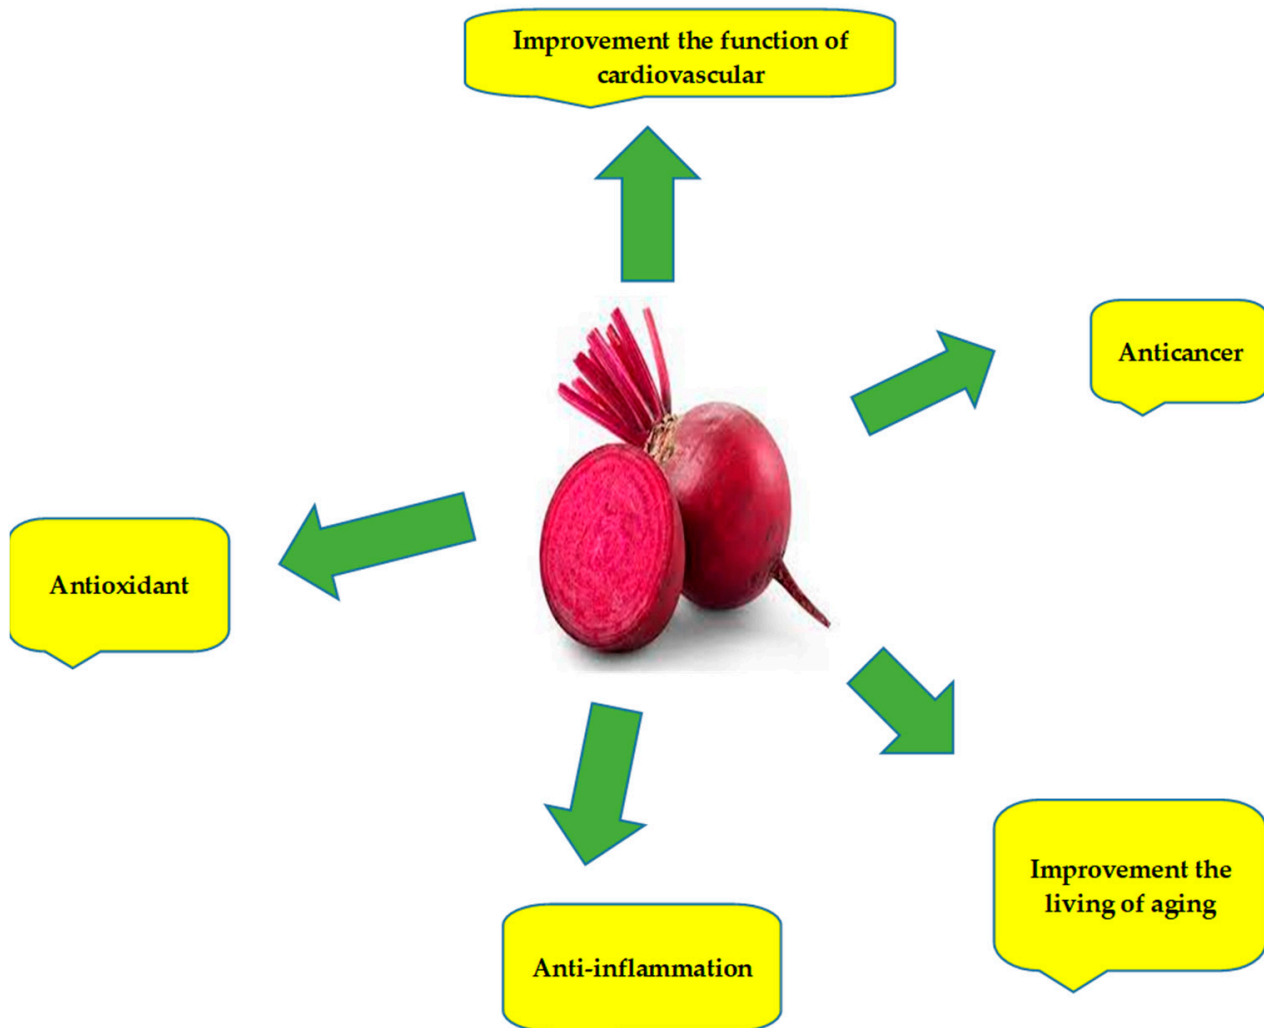 Improvement the function of
cardiovascular
Anticancer
Antioxidant
Improvement the
living of aging
Anti-inflammation